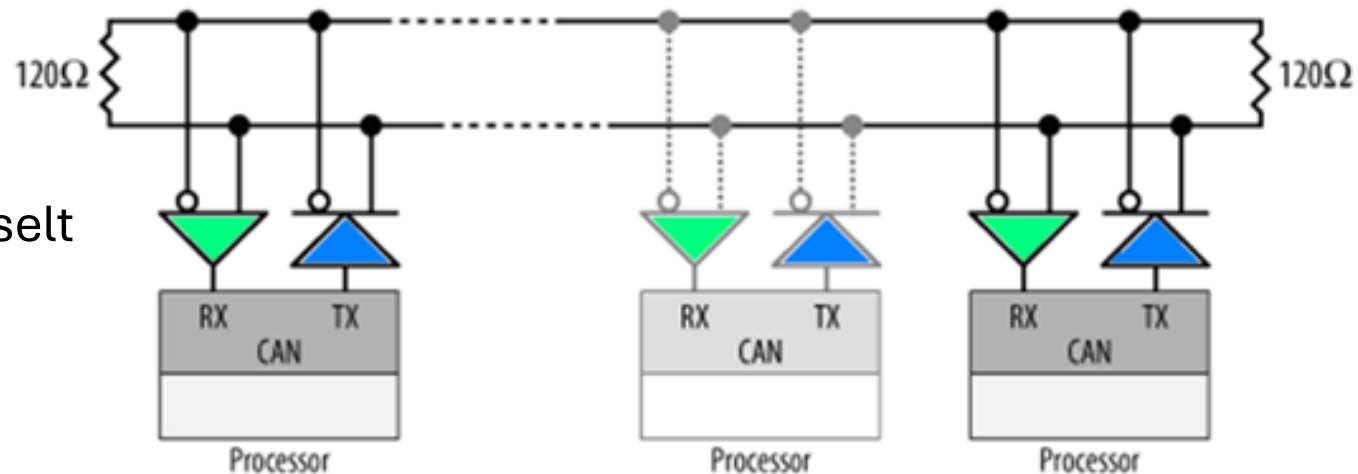 120Ω 120Ω
selt
RX TX RX TX RX TX
CAN CAN CAN
Processor Processor Processor